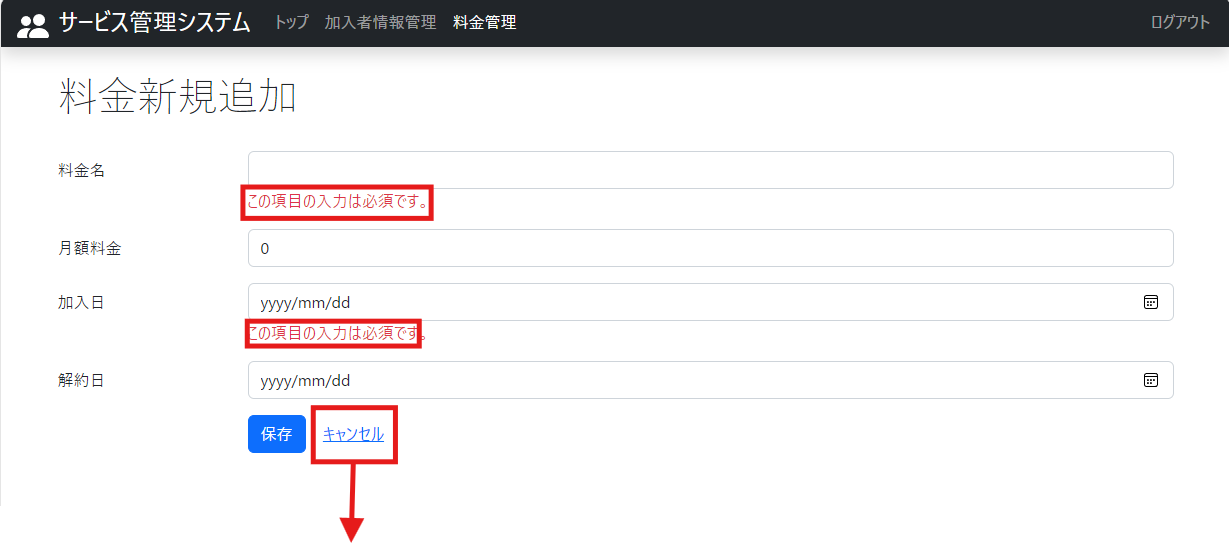 サービス管理システム トップ 加入者情報管理 料金管理 ログアウト
料金新規追加
料金名
この項目の入力は必須です。
月額料金 0
加入日 yyyy/mm/dd
この項目の入力は必須です。
解約日 yyyy/mm/dd
保存 キャンセル